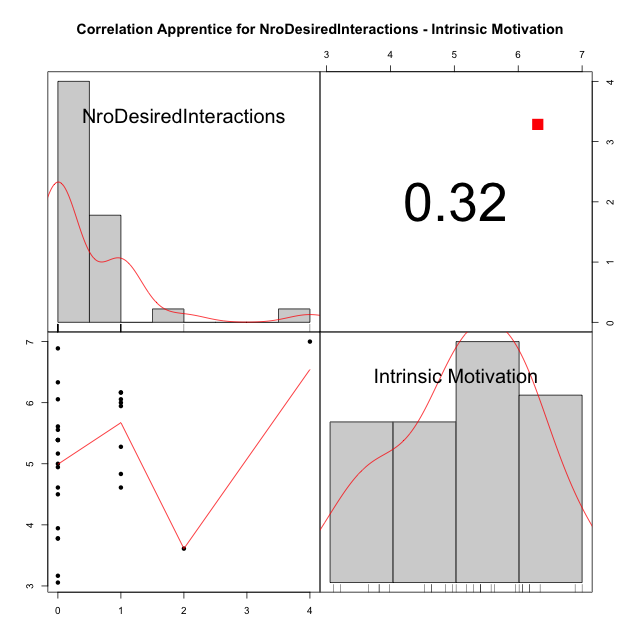 Correlation Apprentice for NroDesiredInteractions - Intrinsic Motivation
3 4 5 6 7
NroDesiredInteractions
0.32
0 1 2 3 4
Intrinsic Motivation
3 4 5 6 7
0 1 2 3 4